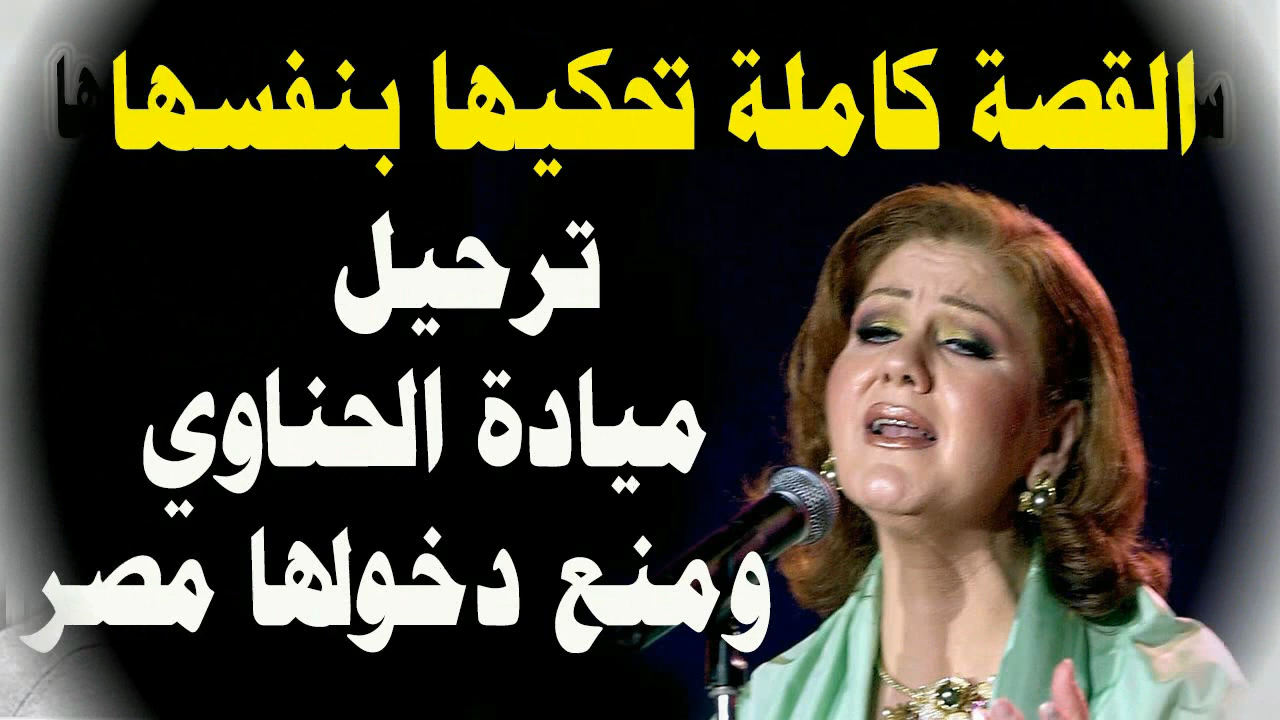 القصة كاملة تحكيها بنفسها
ترحيل
ميادة الحناوي
ومنع دخولها مصر